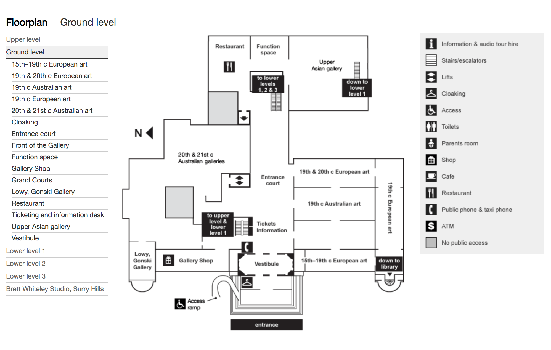 Floorplan Ground level
Upper level
Ground level
15th–19th c European art
19th & 20th c European art
19th c Australian art
19th c European art
20th & 21st c Australian art
Cloaking
Entrance court
Front of the Gallery
Function space
Gallery Shop
Grand Courts
Lowy, Gonski Gallery
Restaurant
Ticketing and information desk
Upper Asian gallery
Vestibule
Lower level 1
Lower level 2
Lower level 3
Brett Whiteley Studio, Surry Hills
Restaurant
Function
space
Upper
Asian gallery
to lower
levels
1, 2 & 3
down to
lower
level 1
N
20th & 21st c
Australian galleries
Entrance
court
19th & 20th c European art
19th c Australian art
19th c European art
to upper
level &
lower
level 1
Tickets
Information
Lowy,
Gonski
Gallery
Gallery Shop
Vestibule
15th–19th c European art
down to
library
Access
ramp
entrance
Information & audio tour hire
Stairs/escalators
Lifts
Cloaking
Access
Toilets
Parents room
Shop
Cafe
Restaurant
Public phone & taxi phone
$ ATM
No public access